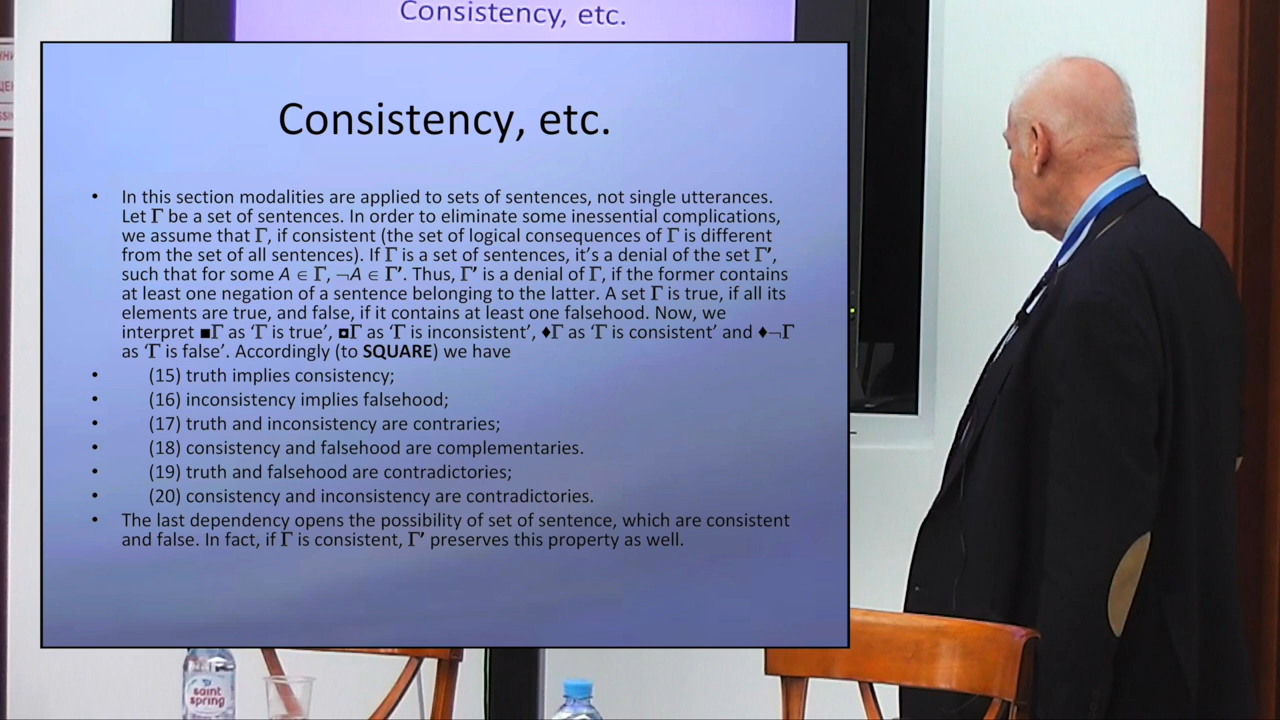 Consistency, etc.
Consistency, etc.
• In this section modalities are applied to sets of sentences, not single utterances.
Let Γ be a set of sentences. In order to eliminate some inessential complications,
we assume that Γ, if consistent (the set of logical consequences of Γ is different
from the set of all sentences). If Γ is a set of sentences, it’s a denial of the set Γ’,
such that for some A ∈ Γ, ¬A ∈ Γ’. Thus, Γ’ is a denial of Γ, if the former contains
at least one negation of a sentence belonging to the latter. A set Γ is true, if all its
elements are true, and false, if it contains at least one falsehood. Now, we
interpret ■Γ as ‘Γ is true’, ◘Γ as ‘Γ is inconsistent’, ♦Γ as ‘Γ is consistent’ and ♦¬Γ
as ‘Γ is false’. Accordingly (to SQUARE) we have
• (15) truth implies consistency;
• (16) inconsistency implies falsehood;
• (17) truth and inconsistency are contraries;
• (18) consistency and falsehood are complementaries.
• (19) truth and falsehood are contradictories;
• (20) consistency and inconsistency are contradictories.
• The last dependency opens the possibility of set of sentence, which are consistent
and false. In fact, if Γ is consistent, Γ’ preserves this property as well.
saint
spring